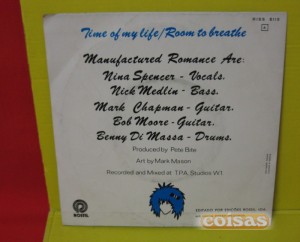 Time of my life/Room to breathe
Manufactured Romance Are:
Nina Spencer - Vocals.
Nick Medlin - Bass.
Mark Chapman - Guitar.
Bob Moore - Guitar.
Benny Di Massa - Drums.
Produced by Pete Bite
Art by Mark Mason
Recorded and Mixed at T.P.A. Studios W1
coisas